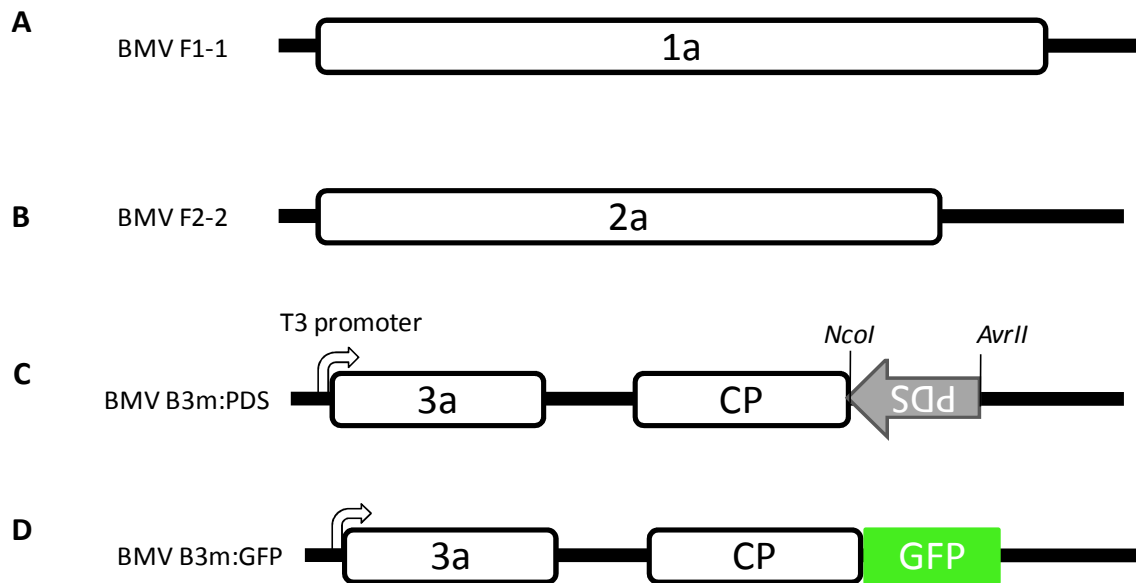 A
BMV F1-1
1a
B
BMV F2-2
2a
T3 promoter
NcoI
AvrII
C
BMV B3m:PDS
3a
CP
PDS
D
BMV B3m:GFP
3a
CP
GFP